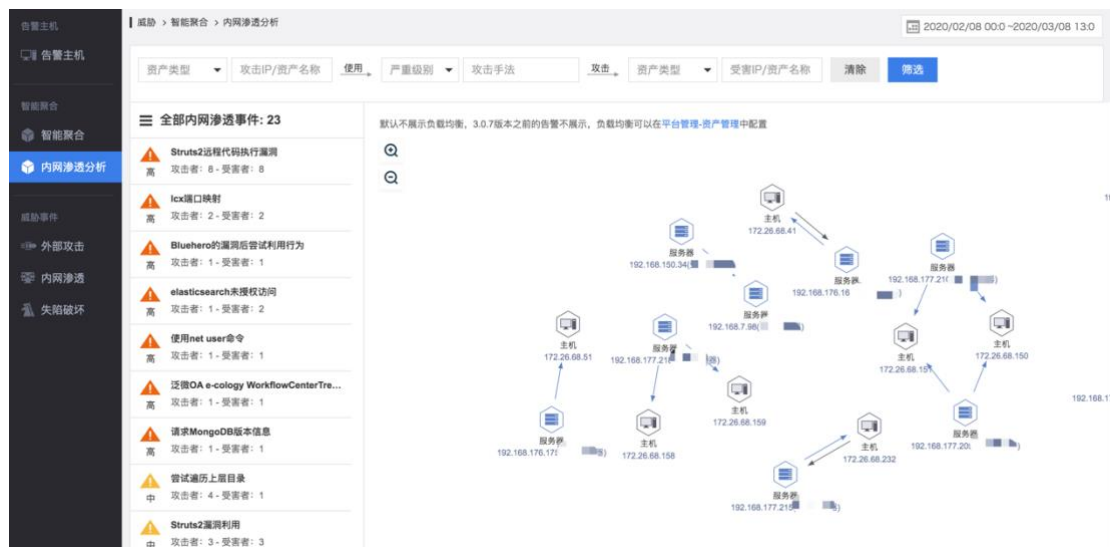 告警主机
告警主机
智能聚合
智能聚合
内网渗透分析
威胁事件
外部攻击
内网渗透
失陷破坏
威胁 > 智能聚合 > 内网渗透分析
2020/02/08 00:0 ~2020/03/08 13:0
资产类型 攻击IP/资产名称 使用 严重级别 攻击手法 攻击 资产类型 受害IP/资产名称 清除 筛选
全部内网渗透事件: 23
Struts2远程代码执行漏洞
高 攻击者: 8 - 受害者: 8
lcx端口映射
高 攻击者: 2 - 受害者: 2
Bluehero的漏洞后尝试利用行为
高 攻击者: 1 - 受害者: 1
elasticsearch未授权访问
高 攻击者: 1 - 受害者: 2
使用net user命令
高 攻击者: 1 - 受害者: 1
泛微OA e-cology WorkflowCenterTre...
高 攻击者: 1 - 受害者: 1
请求MongoDB版本信息
高 攻击者: 1 - 受害者: 1
尝试遍历上层目录
中 攻击者: 4 - 受害者: 1
Struts2漏洞利用
中 攻击者: 3 - 受害者: 3
默认不展示负载均衡，3.0.7版本之前的告警不展示，负载均衡可以在平台管理-资产管理中配置
主机
172.26.68.41
服务器
192.168.150.34(
服务器
192.168.176.16
服务器
192.168.177.21(
服务器
192.168.7.98(
主机
172.26.68.51
服务器
192.168.177.21
主机
172.26.68.15
主机
172.26.68.150
主机
172.26.68.159
服务器
192.168.176.17
主机
172.26.68.158
主机
172.26.68.232
服务器
192.168.177.20
服务器
192.168.177.215
192.168.1